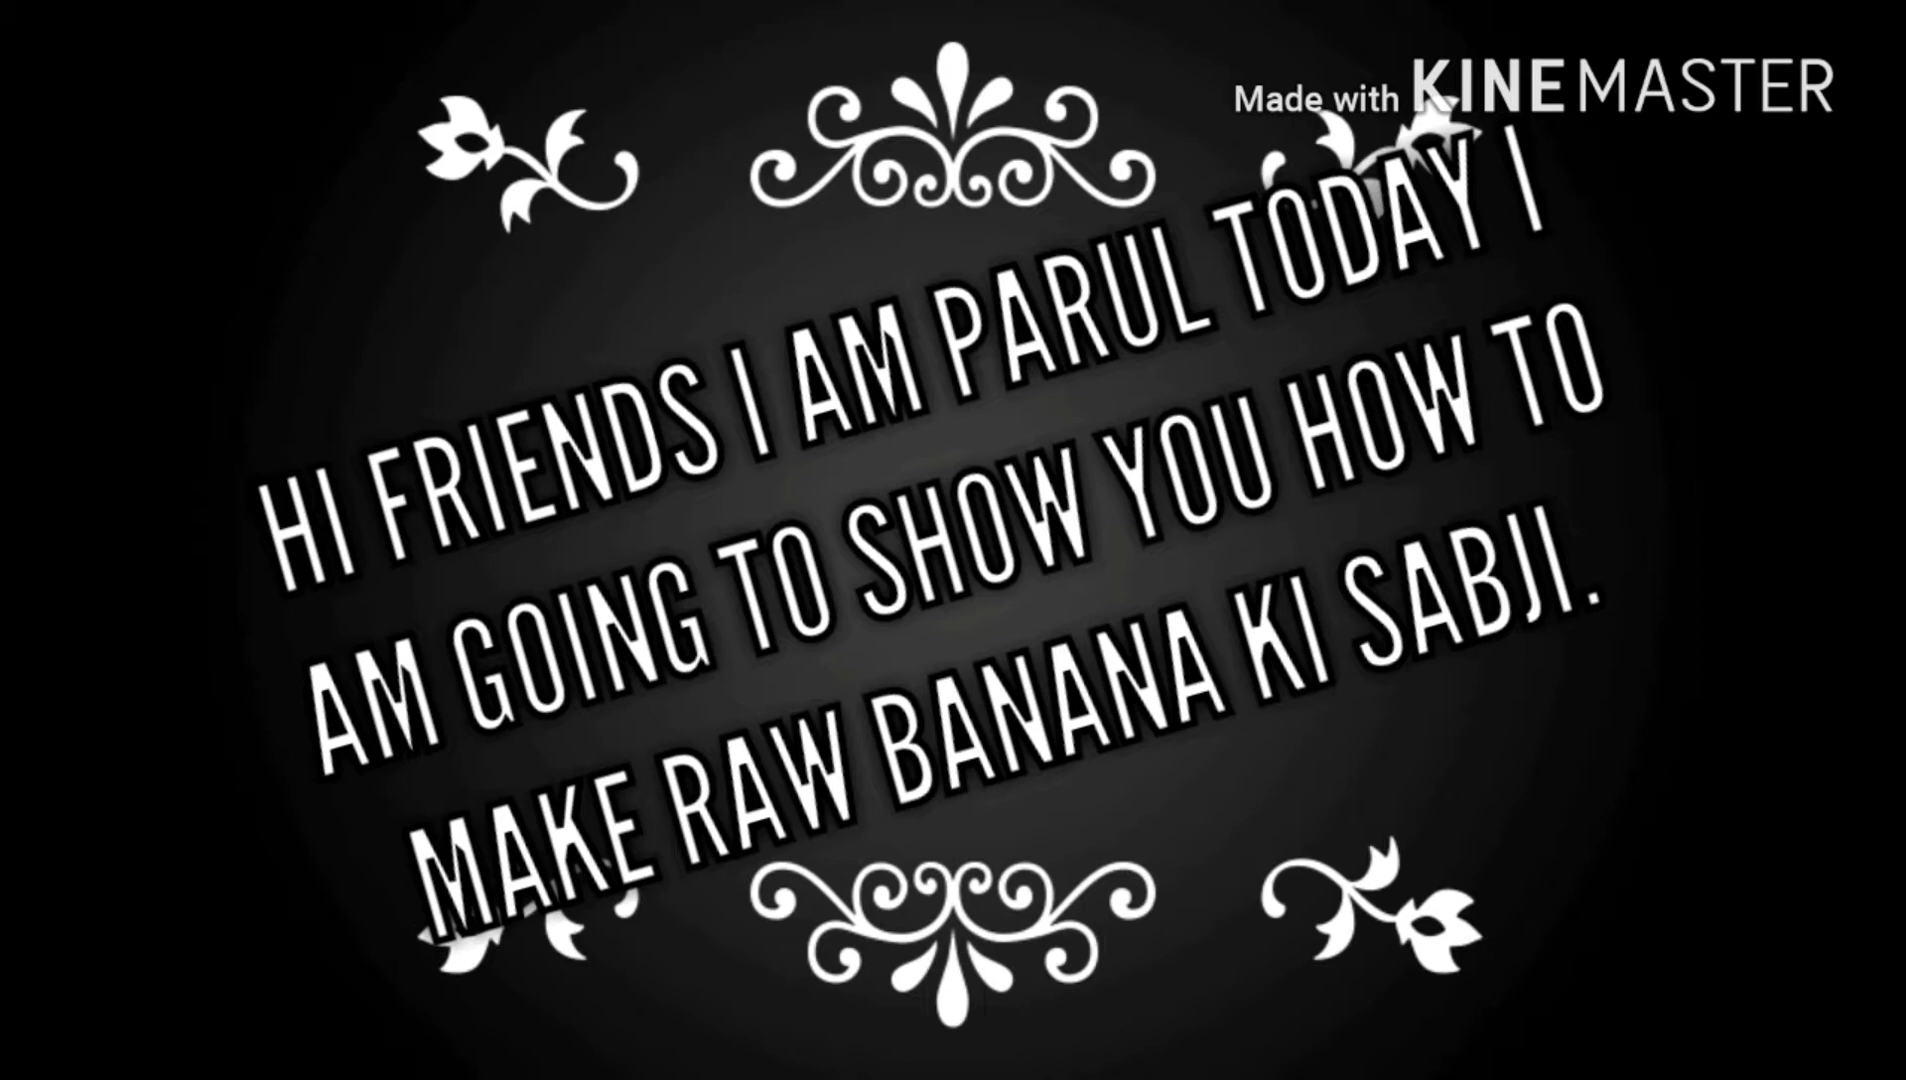 Made with KINEMASTER
HI FRIENDS I AM PARUL TODAY I
AM GOING TO SHOW YOU HOW TO
MAKE RAW BANANA KI SABJI.